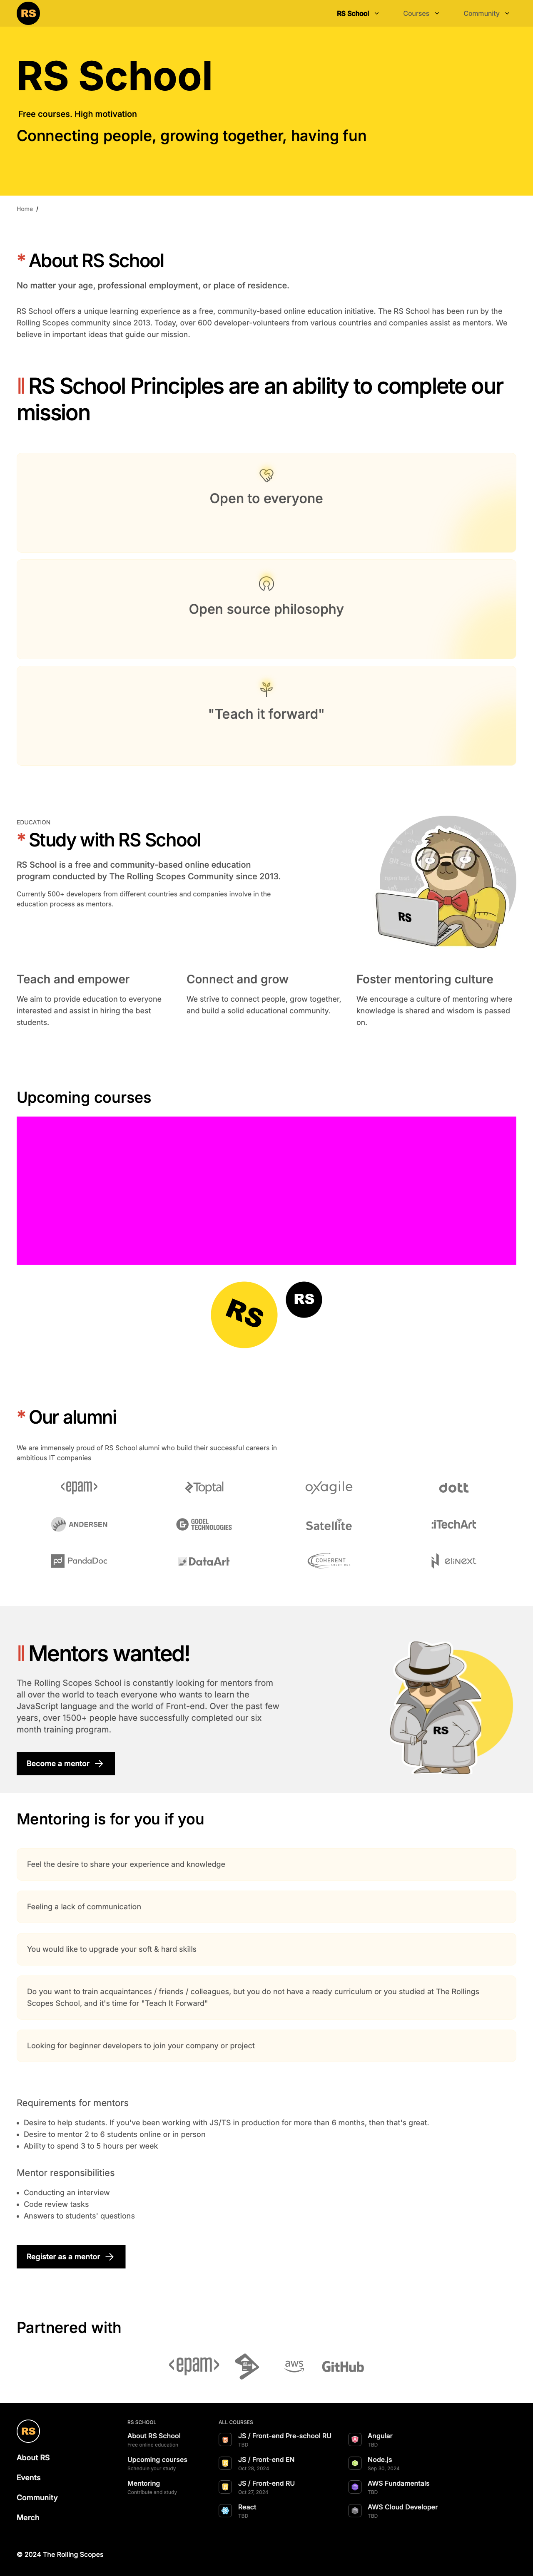 RS
RS School
Courses
Community
RS School
Free courses. High motivation
Connecting people, growing together, having fun
Home /
* About RS School
No matter your age, professional employment, or place of residence.
RS School offers a unique learning experience as a free, community-based online education initiative. The RS School has been run by the
Rolling Scopes community since 2013. Today, over 600 developer-volunteers from various countries and companies assist as mentors. We
believe in important ideas that guide our mission.
RS School Principles are an ability to complete our
mission
Open to everyone
Open source philosophy
"Teach it forward"
EDUCATION
* Study with RS School
RS School is a free and community-based online education
program conducted by The Rolling Scopes Community since 2013.
Currently 500+ developers from different countries and companies involve in the
education process as mentors.
RS
Teach and empower
We aim to provide education to everyone
interested and assist in hiring the best
students.
Connect and grow
We strive to connect people, grow together,
and build a solid educational community.
Foster mentoring culture
We encourage a culture of mentoring where
knowledge is shared and wisdom is passed
on.
Upcoming courses
RS
RS
* Our alumni
We are immensely proud of RS School alumni who build their successful careers in
ambitious IT companies
<epam>
Toptal
oxagile
dott
ANDERSEN
GODEL
TECHNOLOGIES
Satellite
iTechArt
pd PandaDoc
DataArt
COHERENT
SOLUTIONS
elinext
Mentors wanted!
The Rolling Scopes School is constantly looking for mentors from
all over the world to teach everyone who wants to learn the
JavaScript language and the world of Front-end. Over the past few
years, over 1500+ people have successfully completed our six
month training program.
Become a mentor
RS
Mentoring is for you if you
Feel the desire to share your experience and knowledge
Feeling a lack of communication
You would like to upgrade your soft & hard skills
Do you want to train acquaintances / friends / colleagues, but you do not have a ready curriculum or you studied at The Rollings
Scopes School, and it's time for "Teach It Forward"
Looking for beginner developers to join your company or project
Requirements for mentors
• Desire to help students. If you've been working with JS/TS in production for more than 6 months, then that's great.
• Desire to mentor 2 to 6 students online or in person
• Ability to spend 3 to 5 hours per week
Mentor responsibilities
• Conducting an interview
• Code review tasks
• Answers to students' questions
Register as a mentor
Partnered with
<epam>
aws
GitHub
RS
About RS
Events
Community
Merch
RS SCHOOL
About RS School
Free online education
Upcoming courses
Schedule your study
Mentoring
Contribute and study
ALL COURSES
JS / Front-end Pre-school RU
TBD
JS / Front-end EN
Oct 28, 2024
JS / Front-end RU
Oct 27, 2024
React
TBD
Angular
TBD
Node.js
Sep 30, 2024
AWS Fundamentals
TBD
AWS Cloud Developer
TBD
© 2024 The Rolling Scopes